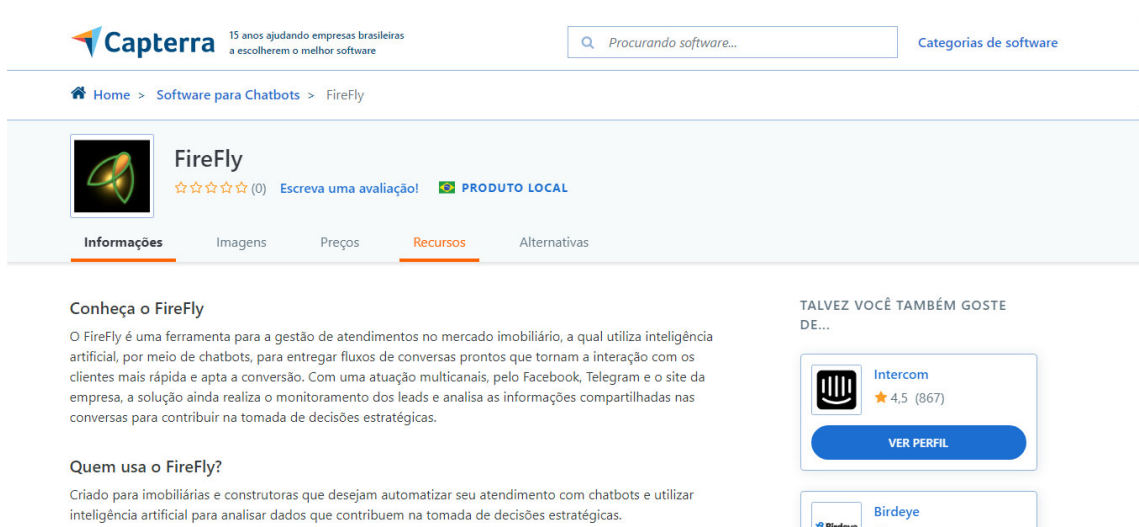 Capterra
15 anos ajudando empresas brasileiras
a escolherem o melhor software
Procurando software...
Categorias de software
Home > Software para Chatbots > FireFly
FireFly
(0) Escreva uma avaliação! PRODUTO LOCAL
Informações Imagens Preços Recursos Alternativas
Conheça o FireFly
O FireFly é uma ferramenta para a gestão de atendimentos no mercado imobiliário, a qual utiliza inteligência
artificial, por meio de chatbots, para entregar fluxos de conversas prontos que tornam a interação com os
clientes mais rápida e apta a conversão. Com uma atuação multicanais, pelo Facebook, Telegram e o site da
empresa, a solução ainda realiza o monitoramento dos leads e analisa as informações compartilhadas nas
conversas para contribuir na tomada de decisões estratégicas.
Quem usa o FireFly?
Criado para imobiliárias e construtoras que desejam automatizar seu atendimento com chatbots e utilizar
inteligência artificial para analisar dados que contribuem na tomada de decisões estratégicas.
TALVEZ VOCÊ TAMBÉM GOSTE
DE...
Intercom
4,5 (867)
VER PERFIL
Birdeye
Birdeye